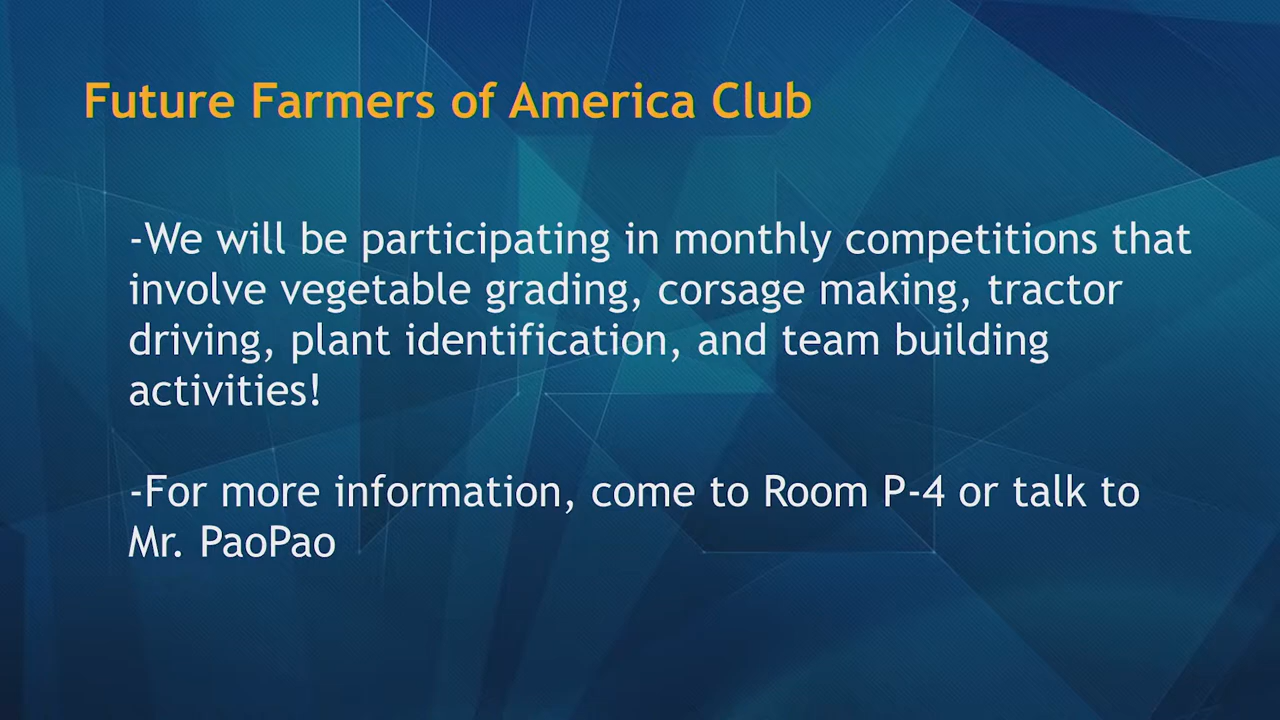 Future Farmers of America Club
-We will be participating in monthly competitions that
involve vegetable grading, corsage making, tractor
driving, plant identification, and team building
activities!
-For more information, come to Room P-4 or talk to
Mr. PaoPao